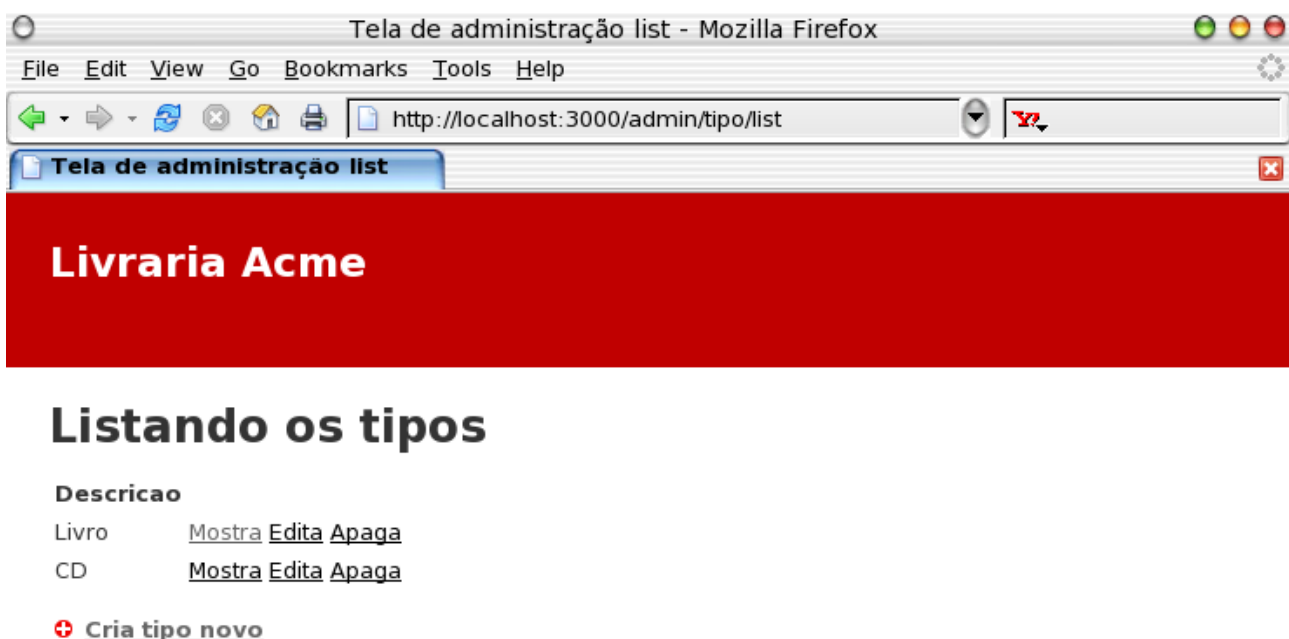 Tela de administração list - Mozilla Firefox
File Edit View Go Bookmarks Tools Help
http://localhost:3000/admin/tipo/list Y!
Tela de administração list
Livraria Acme
Listando os tipos
Descricao
Livro Mostra Edita Apaga
CD Mostra Edita Apaga
Cria tipo novo